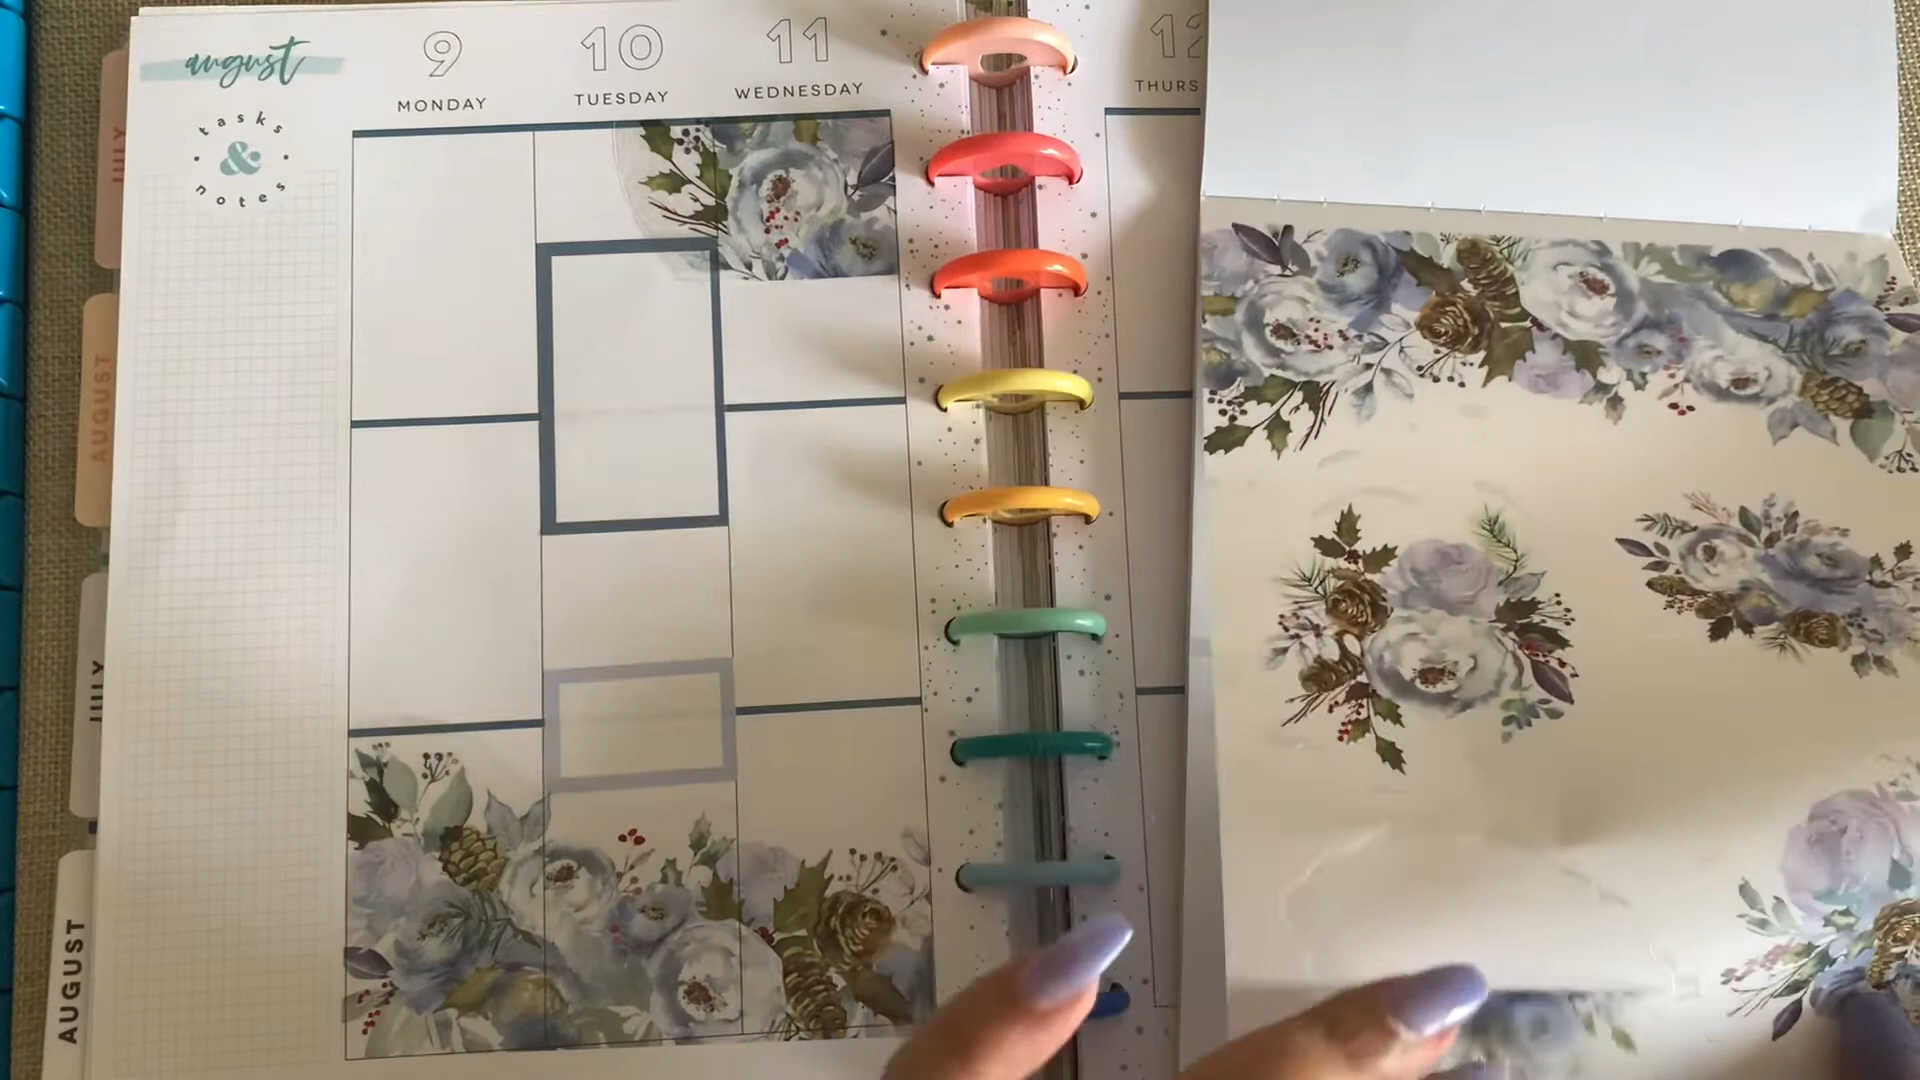 august
9
MONDAY
10
TUESDAY
11
WEDNESDAY
12
THURS
tasks
&
notes
JULY
AUGUST
JULY
AUGUST